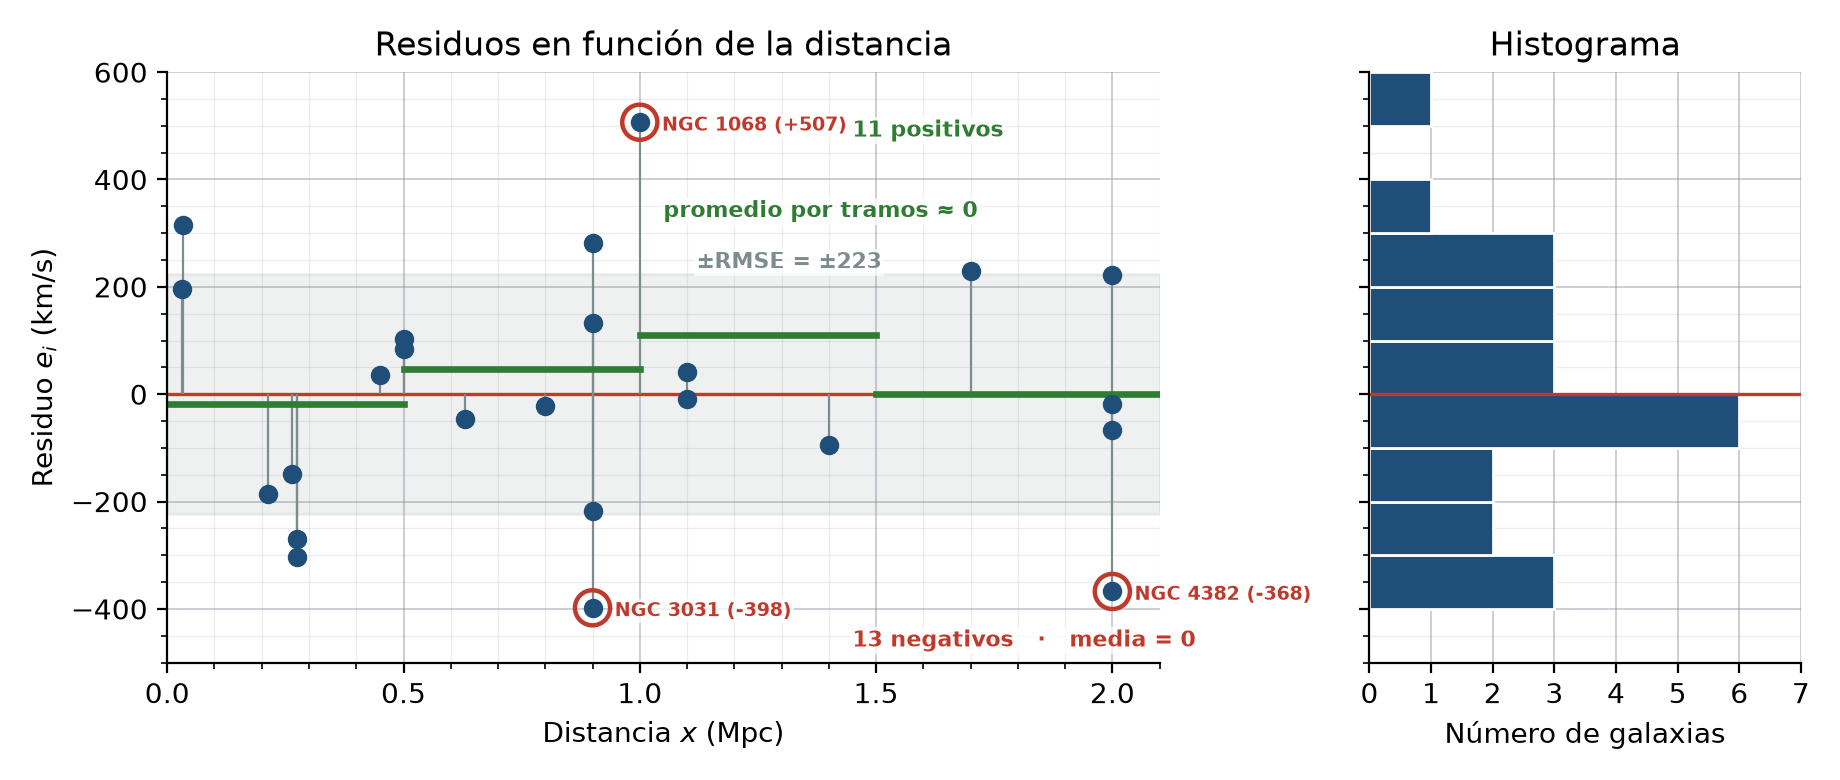 Residuos en función de la distancia
Histograma
600
400
200
0
−200
−400
Residuo eᵢ (km/s)
NGC 1068 (+507)
11 positivos
promedio por tramos ≈ 0
±RMSE = ±223
NGC 3031 (-398)
NGC 4382 (-368)
13 negativos · media = 0
0.0 0.5 1.0 1.5 2.0
Distancia x (Mpc)
0 1 2 3 4 5 6 7
Número de galaxias